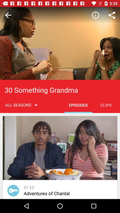 30 Something Grandma
ALL SEASONS
EPISODES
CLIPS
Adventures of Chantal